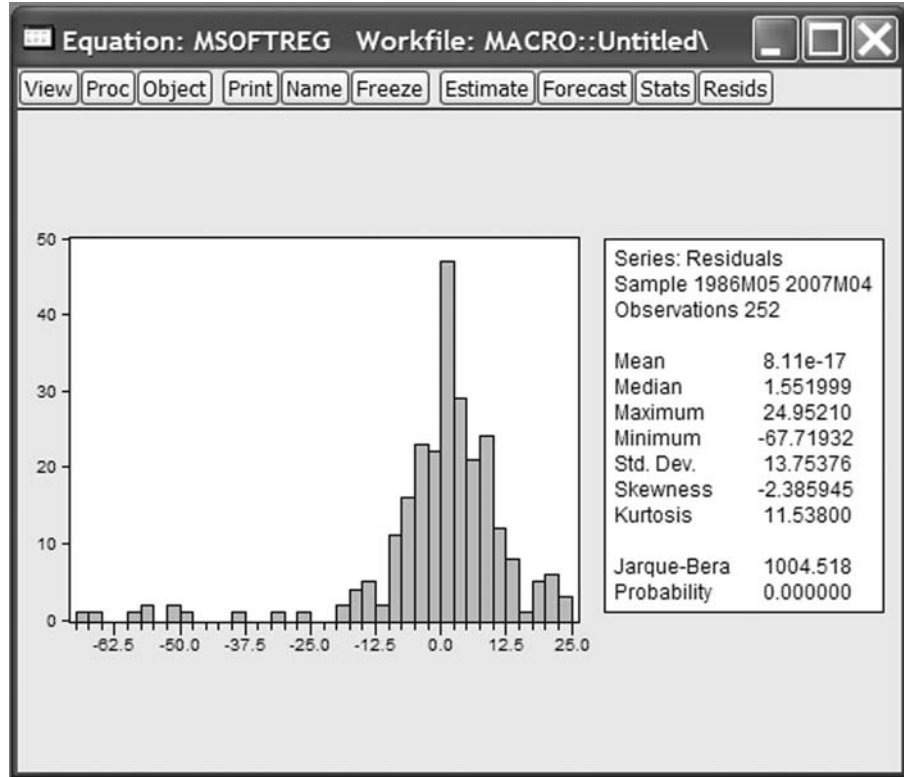 Equation: MSOFTREG Workfile: MACRO::Untitled\
View Proc Object Print Name Freeze Estimate Forecast Stats Resids
50
40
30
20
10
0
-62.5 -50.0 -37.5 -25.0 -12.5 0.0 12.5 25.0
Series: Residuals
Sample 1986M05 2007M04
Observations 252
Mean 8.11e-17
Median 1.551999
Maximum 24.95210
Minimum -67.71932
Std. Dev. 13.75376
Skewness -2.385945
Kurtosis 11.53800
Jarque-Bera 1004.518
Probability 0.000000